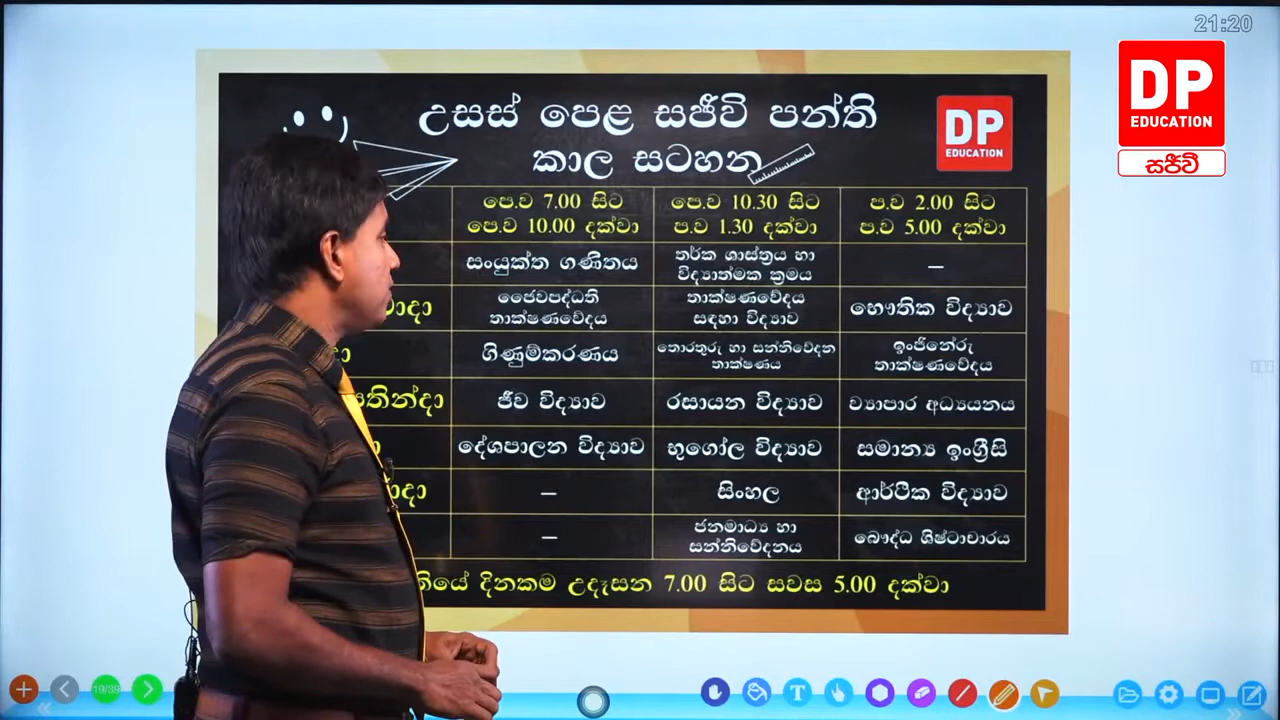 21:20
DP
EDUCATION
සජීවී
උසස් පෙළ සජීවී පන්ති
කාල සටහන
DP
EDUCATION
පෙ.ව 7.00 සිට
පෙ.ව 10.00 දක්වා
පෙ.ව 10.30 සිට
ප.ව 1.30 දක්වා
ප.ව 2.00 සිට
ප.ව 5.00 දක්වා
සංයුක්ත ගණිතය
තර්ක ශාස්ත්‍රය හා
විද්‍යාත්මක ක්‍රමය
–
ජෛවපද්ධති
තාක්ෂණවේදය
තාක්ෂණවේදය
සඳහා විද්‍යාව
භෞතික විද්‍යාව
ගිණුම්කරණය
තොරතුරු හා සන්නිවේදන
තාක්ෂණය
ඉංජිනේරු
තාක්ෂණවේදය
ජීව විද්‍යාව
රසායන විද්‍යාව
ව්‍යාපාර අධ්‍යයනය
දේශපාලන විද්‍යාව
භූගෝල විද්‍යාව
සමාන්‍ය ඉංග්‍රීසි
–
සිංහල
ආර්ථික විද්‍යාව
–
ජනමාධ්‍ය හා
සන්නිවේදනය
බෞද්ධ ශිෂ්ටාචාරය
දිනකම උදෑසන 7.00 සිට සවස 5.00 දක්වා
19/39